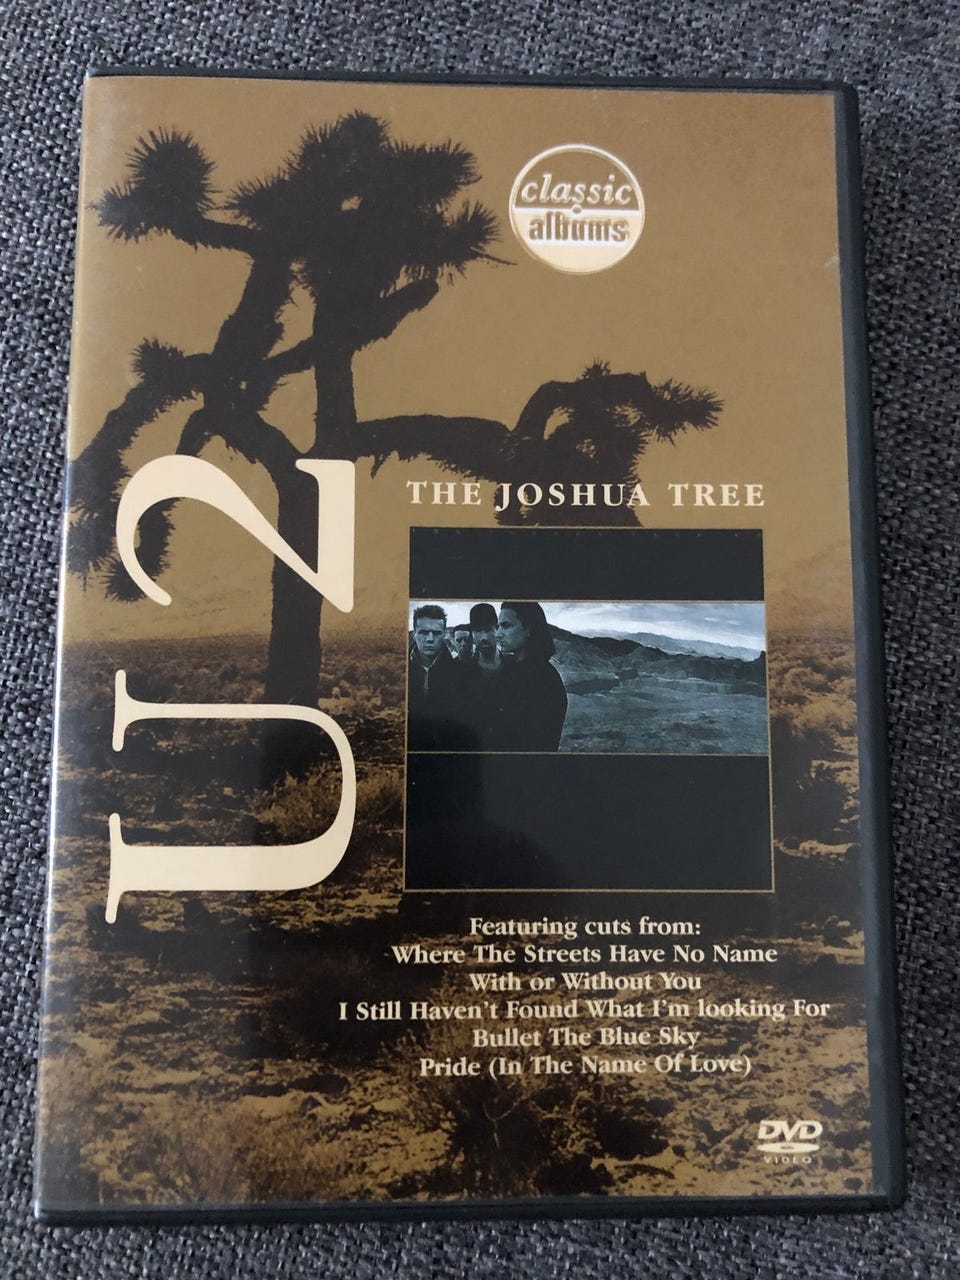 classic
albums
U2
THE JOSHUA TREE
Featuring cuts from:
Where The Streets Have No Name
With or Without You
I Still Haven't Found What I'm looking For
Bullet The Blue Sky
Pride (In The Name Of Love)
DVD
VIDEO